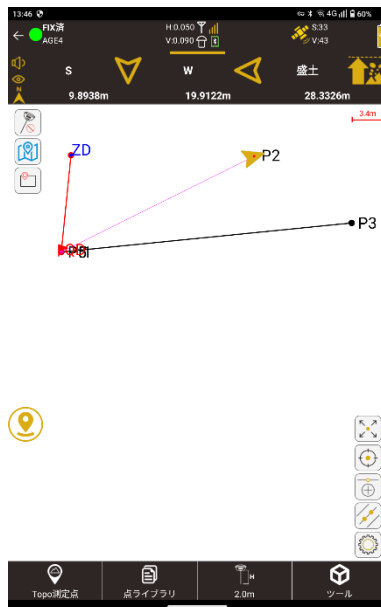 13:46 4G 60%
FIX済 H:0.050 S:33
AGE4 V:0.090 V:43
S W 盛土
N
9.8938m 19.9122m 28.3326m
3.4m
ZD
P2
P3
Topo測定点 点ライブラリ 2.0m ツール
H